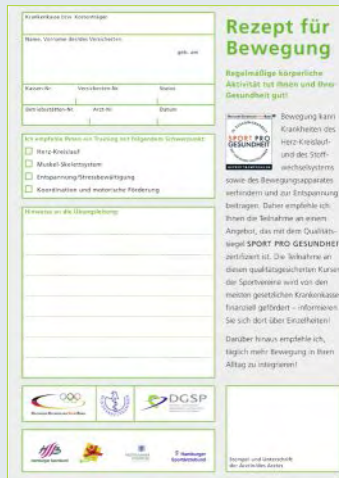 Krankenkasse bzw. Kostenträger
Name, Vorname der/des Versicherten
geb. am
Kassen-Nr.
Versicherten-Nr.
Status
Betriebsstätten-Nr.
Arzt-Nr.
Datum
Ich empfehle Ihnen ein Training mit folgendem Schwerpunkt
Herz-Kreislauf
Muskel-Skelettsystem
Entspannung/Stressbewältigung
Koordination und motorische Förderung
Hinweise an die Übungsleitung:
DGSP
HSB
Hamburger Sportbund
Rezept für
Bewegung
Regelmäßige körperliche
Aktivität tut Ihnen und Ihrer
Gesundheit gut!
SPORT PRO
GESUNDHEIT
Bewegung kann
Krankheiten des
Herz-Kreislauf-
und des Stoff-
wechselsystems
sowie des Bewegungsapparates
verhindern und zur Entspannung
beitragen. Daher empfehle ich
Ihnen die Teilnahme an einem
Angebot, das mit dem Qualitäts-
siegel SPORT PRO GESUNDHEIT
zertifiziert ist. Die Teilnahme an
diesen qualitätsgesicherten Kursen
der Sportvereine wird von den
meisten gesetzlichen Krankenkassen
finanziell gefördert – informieren
Sie sich dort über Einzelheiten!
Darüber hinaus empfehle ich,
täglich mehr Bewegung in Ihren
Alltag zu integrieren!
Stempel und Unterschrift
der Ärztin/des Arztes